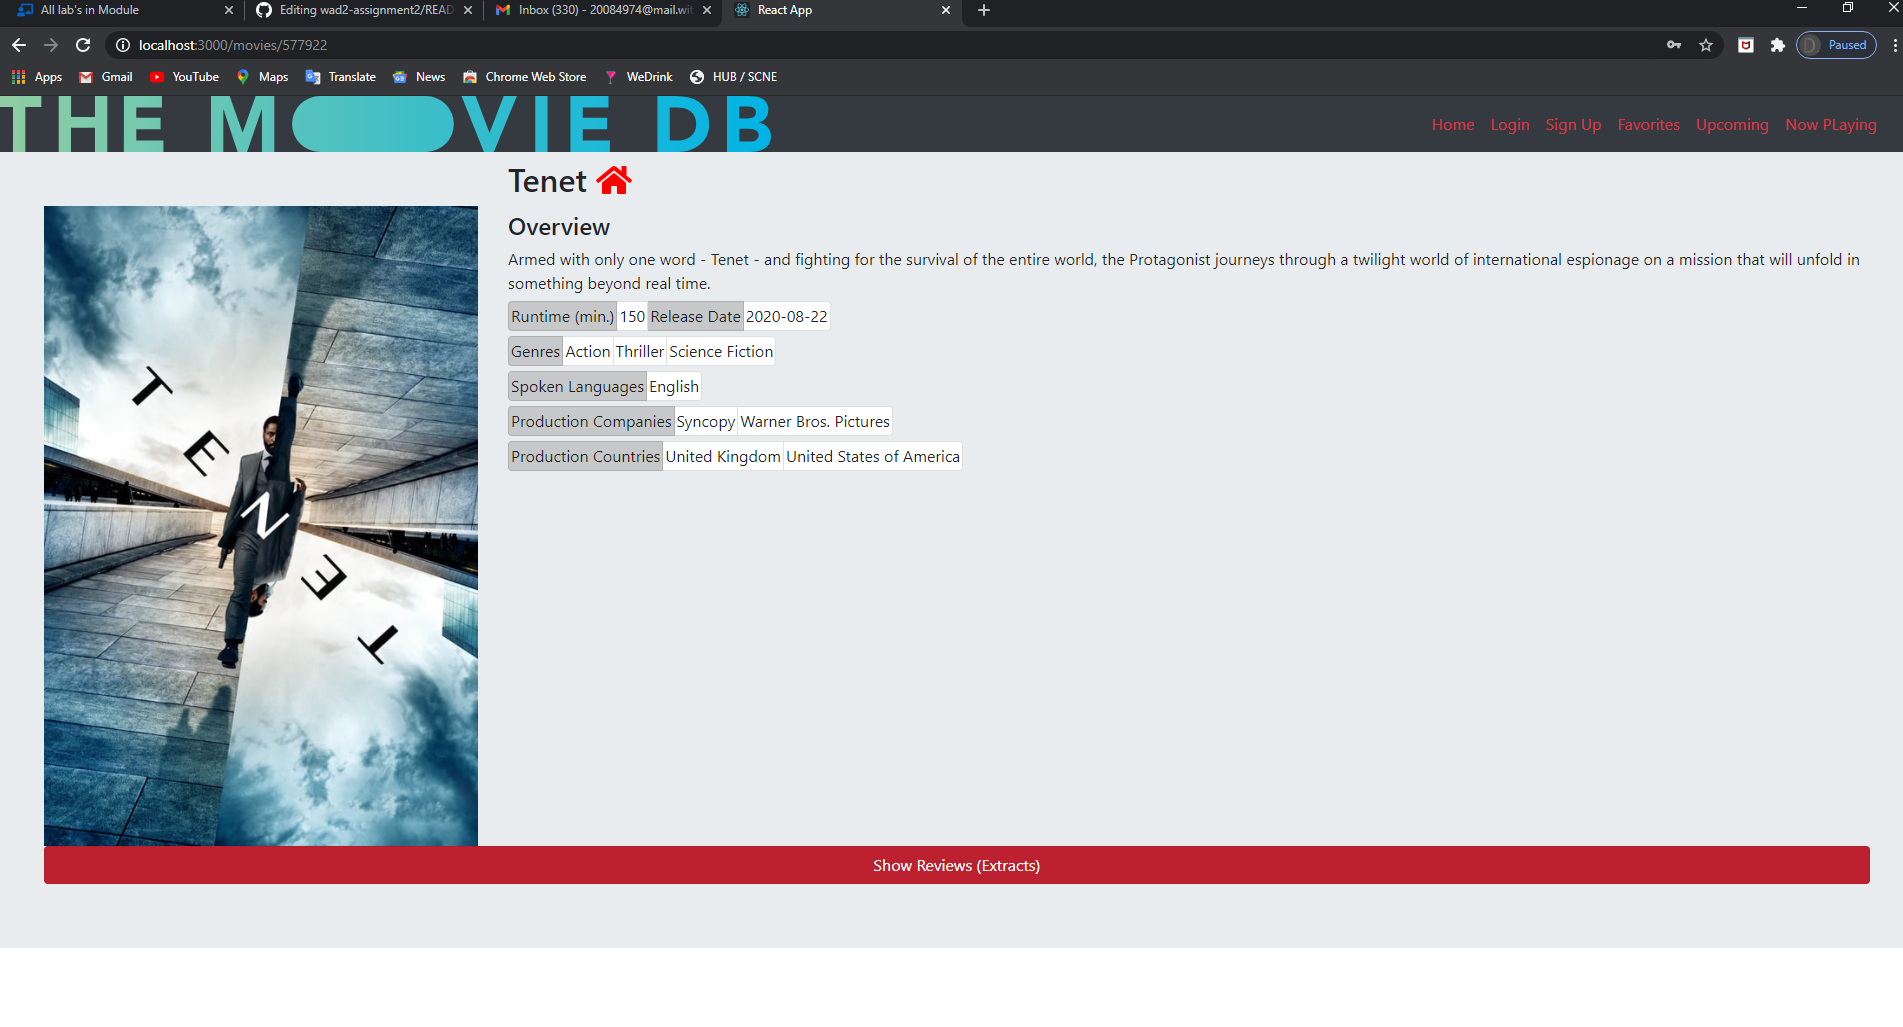 All lab's in Module
Editing wad2-assignment2/READ
Inbox (330) - 20084974@mail.wit
React App
localhost:3000/movies/577922
D Paused
Apps Gmail YouTube Maps Translate News Chrome Web Store WeDrink HUB / SCNE
THE M VIE DB
Home Login Sign Up Favorites Upcoming Now PLaying
Tenet
Overview
Armed with only one word - Tenet - and fighting for the survival of the entire world, the Protagonist journeys through a twilight world of international espionage on a mission that will unfold in
something beyond real time.
Runtime (min.) 150 Release Date 2020-08-22
Genres Action Thriller Science Fiction
Spoken Languages English
Production Companies Syncopy Warner Bros. Pictures
Production Countries United Kingdom United States of America
TENET
Show Reviews (Extracts)